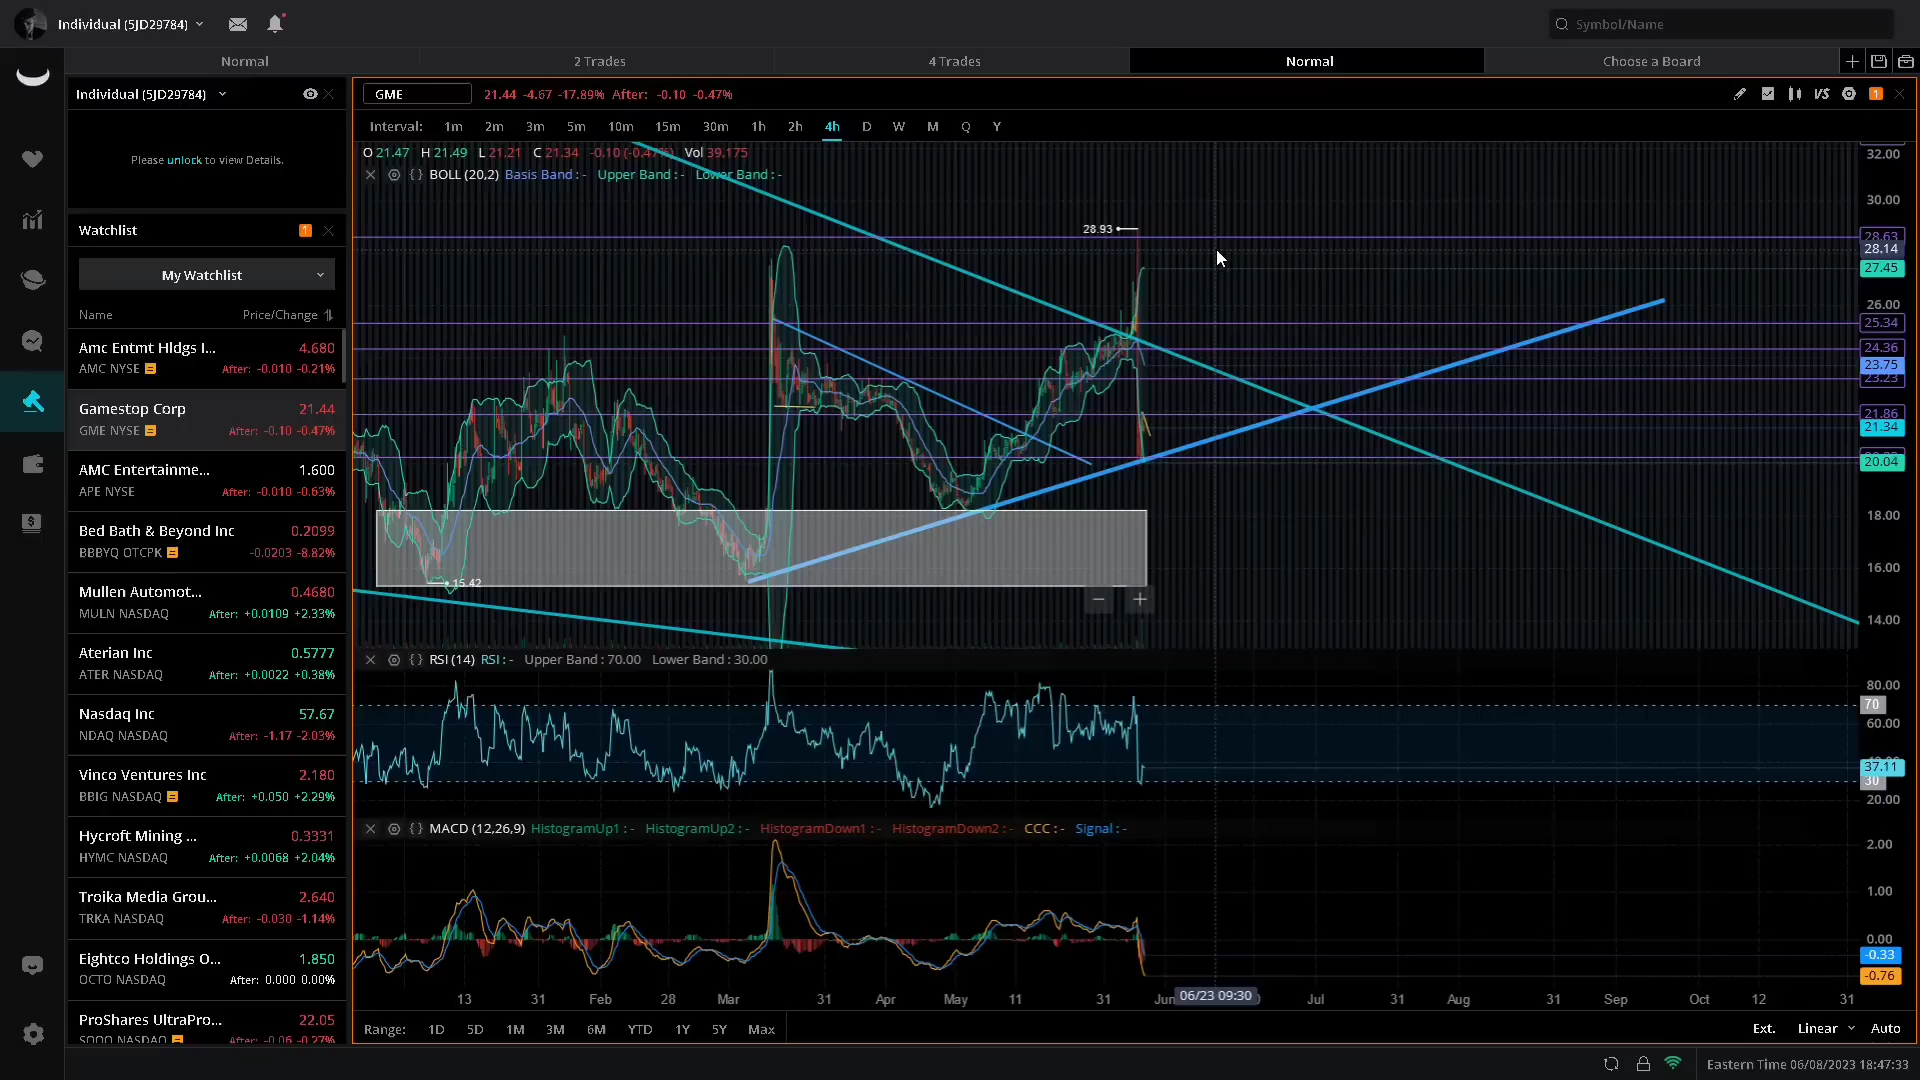 Individual (5JD29784)
Symbol/Name
Normal
2 Trades
4 Trades
Normal
Choose a Board
Individual (5JD29784)
Please unlock to view Details.
Watchlist
1
My Watchlist
Name Price/Change
Amc Entmt Hldgs I... 4.680
AMC NYSE After: -0.010 -0.21%
Gamestop Corp 21.44
GME NYSE After: -0.10 -0.47%
AMC Entertainme... 1.600
APE NYSE After: -0.010 -0.63%
Bed Bath & Beyond Inc 0.2099
BBBYQ OTCPK -0.0203 -8.82%
Mullen Automot... 0.4680
MULN NASDAQ After: +0.0109 +2.33%
Aterian Inc 0.5777
ATER NASDAQ After: +0.0022 +0.38%
Nasdaq Inc 57.67
NDAQ NASDAQ After: -1.17 -2.03%
Vinco Ventures Inc 2.180
BBIG NASDAQ After: +0.050 +2.29%
Hycroft Mining ... 0.3331
HYMC NASDAQ After: +0.0068 +2.04%
Troika Media Grou... 2.640
TRKA NASDAQ After: -0.030 -1.14%
Eightco Holdings O... 1.850
OCTO NASDAQ After: 0.000 0.00%
ProShares UltraPro... 22.05
SQQQ NASDAQ After: -0.06 -0.27%
GME 21.44 -4.67 -17.89% After: -0.10 -0.47%
VS
1
Interval: 1m 2m 3m 5m 10m 15m 30m 1h 2h 4h D W M Q Y
O 21.47 H 21.49 L 21.21 C 21.34 -0.10 (-0.47%) Vol 39,175
BOLL (20,2) Basis Band : - Upper Band : - Lower Band : -
28.93
15.42
32.00
30.00
28.63
28.14
27.45
26.00
25.34
24.36
23.75
23.23
21.86
21.34
20.04
18.00
16.00
14.00
RSI (14) RSI : - Upper Band : 70.00 Lower Band : 30.00
80.00
70
60.00
37.11
30
20.00
MACD (12,26,9) HistogramUp1 : - HistogramUp2 : - HistogramDown1 : - HistogramDown2 : - CCC : - Signal : -
2.00
1.00
0.00
-0.33
-0.76
13 31 Feb 28 Mar 31 Apr May 11 31 Jun 06/23 09:30 Jul 31 Aug 31 Sep Oct 12 31
Range: 1D 5D 1M 3M 6M YTD 1Y 5Y Max
Ext. Linear Auto
Eastern Time 06/08/2023 18:47:33